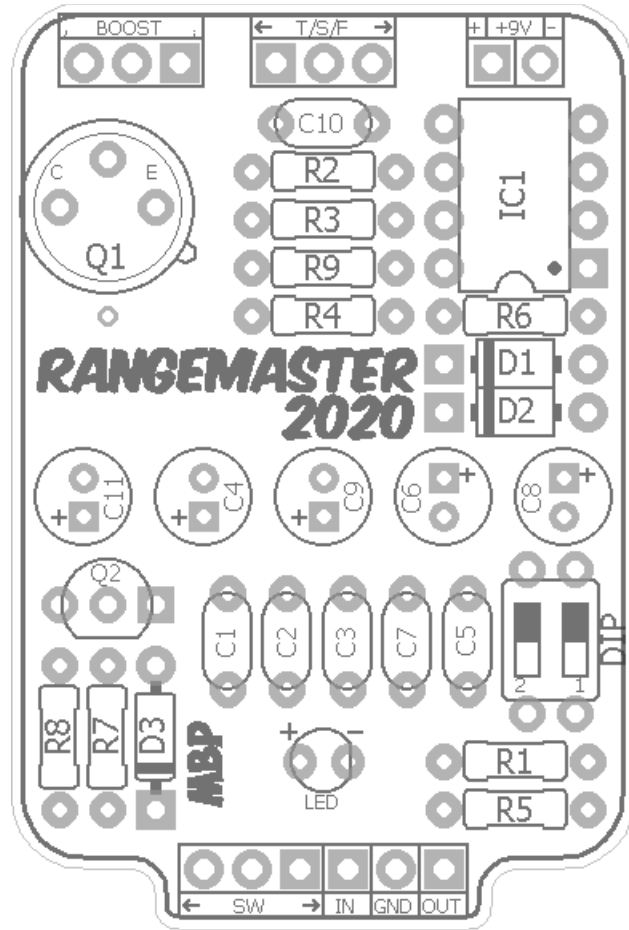 BOOST ← T/S/F → + +9V -
C10
C E
R2
IC1
R3
Q1
R9
R4 R6
RANGEMASTER
2020
D1
D2
C11 + C4 + C9 + C6 + C8 +
Q2
C1 C2 C3 C7 C5
DIP
2 1
R8 R7 D3
MBP
+ -
LED
R1
R5
← SW → IN GND OUT